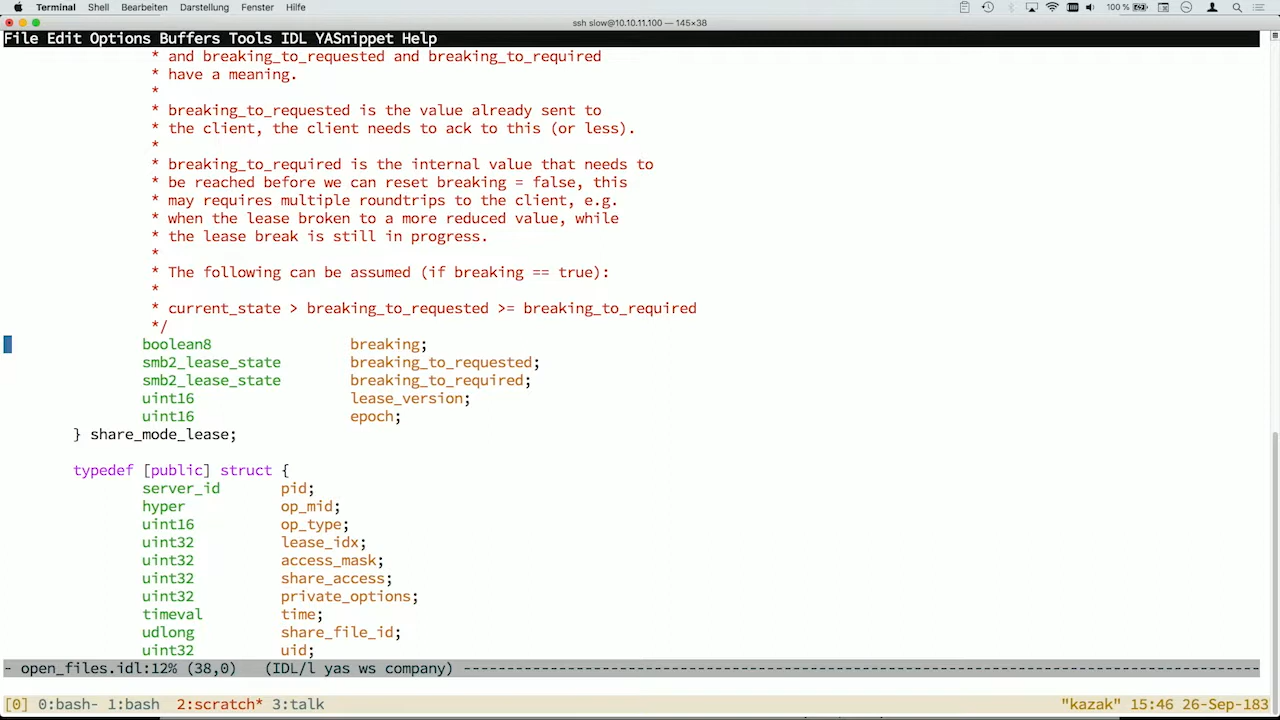 Terminal Shell Bearbeiten Darstellung Fenster Hilfe 100 %
ssh slow@10.10.11.100 — 145×38
File Edit Options Buffers Tools IDL YASnippet Help
* and breaking_to_requested and breaking_to_required
* have a meaning.
*
* breaking_to_requested is the value already sent to
* the client, the client needs to ack to this (or less).
*
* breaking_to_required is the internal value that needs to
* be reached before we can reset breaking = false, this
* may requires multiple roundtrips to the client, e.g.
* when the lease broken to a more reduced value, while
* the lease break is still in progress.
*
* The following can be assumed (if breaking == true):
*
* current_state > breaking_to_requested >= breaking_to_required
*/
boolean8 breaking;
smb2_lease_state breaking_to_requested;
smb2_lease_state breaking_to_required;
uint16 lease_version;
uint16 epoch;
} share_mode_lease;
typedef [public] struct {
server_id pid;
hyper op_mid;
uint16 op_type;
uint32 lease_idx;
uint32 access_mask;
uint32 share_access;
uint32 private_options;
timeval time;
udlong share_file_id;
uint32 uid;
- open_files.idl:12% (38,0) (IDL/l yas ws company) --------------------------------------------------------------------------------------------
[0] 0:bash- 1:bash 2:scratch* 3:talk "kazak" 15:46 26-Sep-183